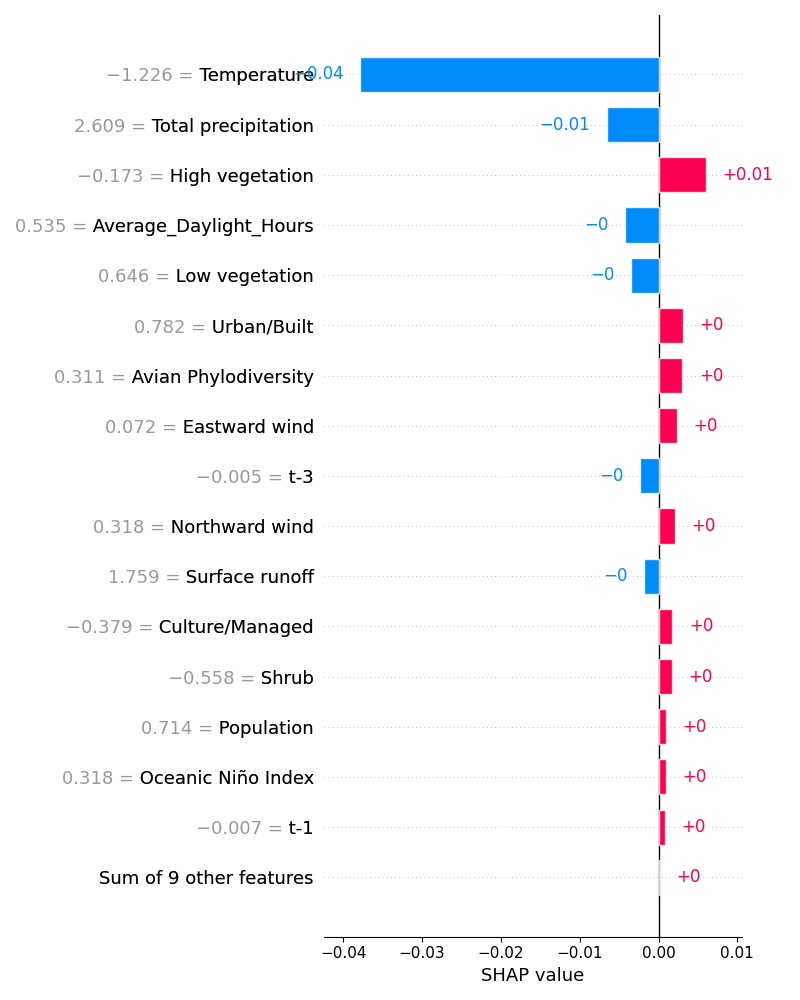 −1.226 = Temperature −0.04
2.609 = Total precipitation −0.01
−0.173 = High vegetation +0.01
0.535 = Average_Daylight_Hours −0
0.646 = Low vegetation −0
0.782 = Urban/Built +0
0.311 = Avian Phylodiversity +0
0.072 = Eastward wind +0
−0.005 = t-3 −0
0.318 = Northward wind +0
1.759 = Surface runoff −0
−0.379 = Culture/Managed +0
−0.558 = Shrub +0
0.714 = Population +0
0.318 = Oceanic Niño Index +0
−0.007 = t-1 +0
Sum of 9 other features +0
−0.04 −0.03 −0.02 −0.01 0.00 0.01
SHAP value